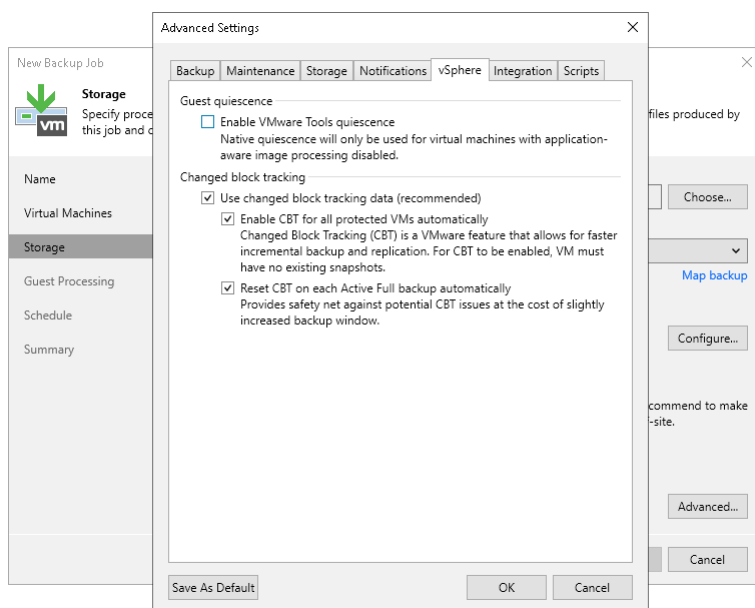 Advanced Settings
New Backup Job
Storage
Specify proce
this job and c
files produced by
vm
Name
Virtual Machines
Storage
Guest Processing
Schedule
Summary
Backup
Maintenance
Storage
Notifications
vSphere
Integration
Scripts
Guest quiescence
Enable VMware Tools quiescence
Native quiescence will only be used for virtual machines with application-
aware image processing disabled.
Changed block tracking
Use changed block tracking data (recommended)
Enable CBT for all protected VMs automatically
Changed Block Tracking (CBT) is a VMware feature that allows for faster
incremental backup and replication. For CBT to be enabled, VM must
have no existing snapshots.
Reset CBT on each Active Full backup automatically
Provides safety net against potential CBT issues at the cost of slightly
increased backup window.
Choose...
Map backup
Configure...
commend to make
-site.
Advanced...
Cancel
Save As Default
OK
Cancel